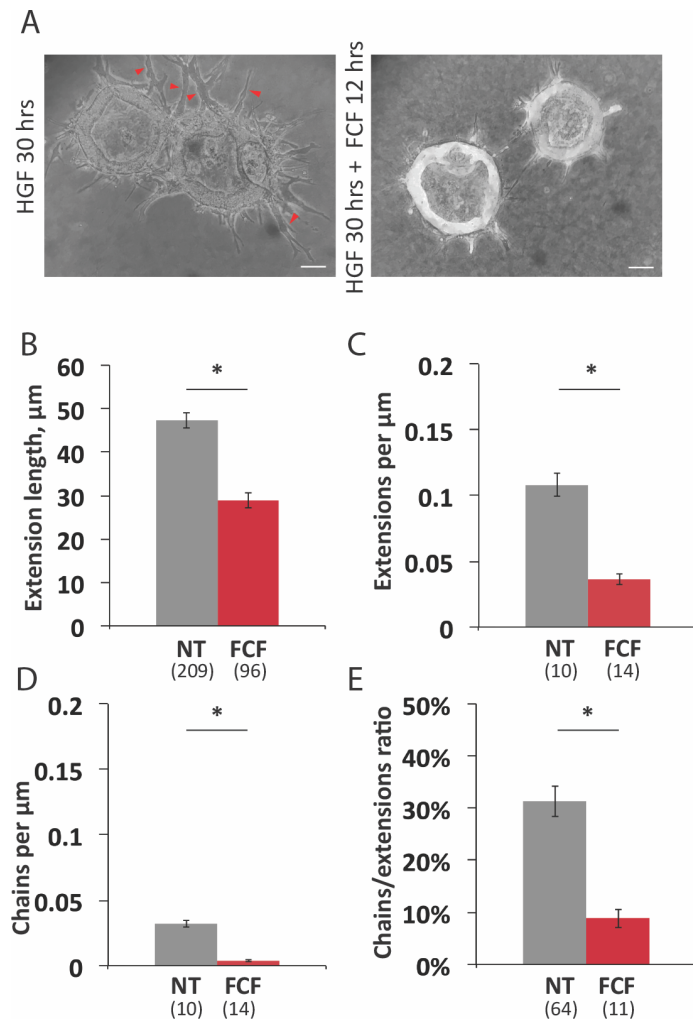 A
HGF 30 hrs
HGF 30 hrs + FCF 12 hrs
B
Extension length, µm
60
50
40
30
20
10
0
*
NT FCF
(209) (96)
C
Extensions per µm
0.2
0.15
0.1
0.05
0
*
NT FCF
(10) (14)
D
Chains per µm
0.2
0.15
0.1
0.05
0
*
NT FCF
(10) (14)
E
Chains/extensions ratio
50%
40%
30%
20%
10%
0%
*
NT FCF
(64) (11)